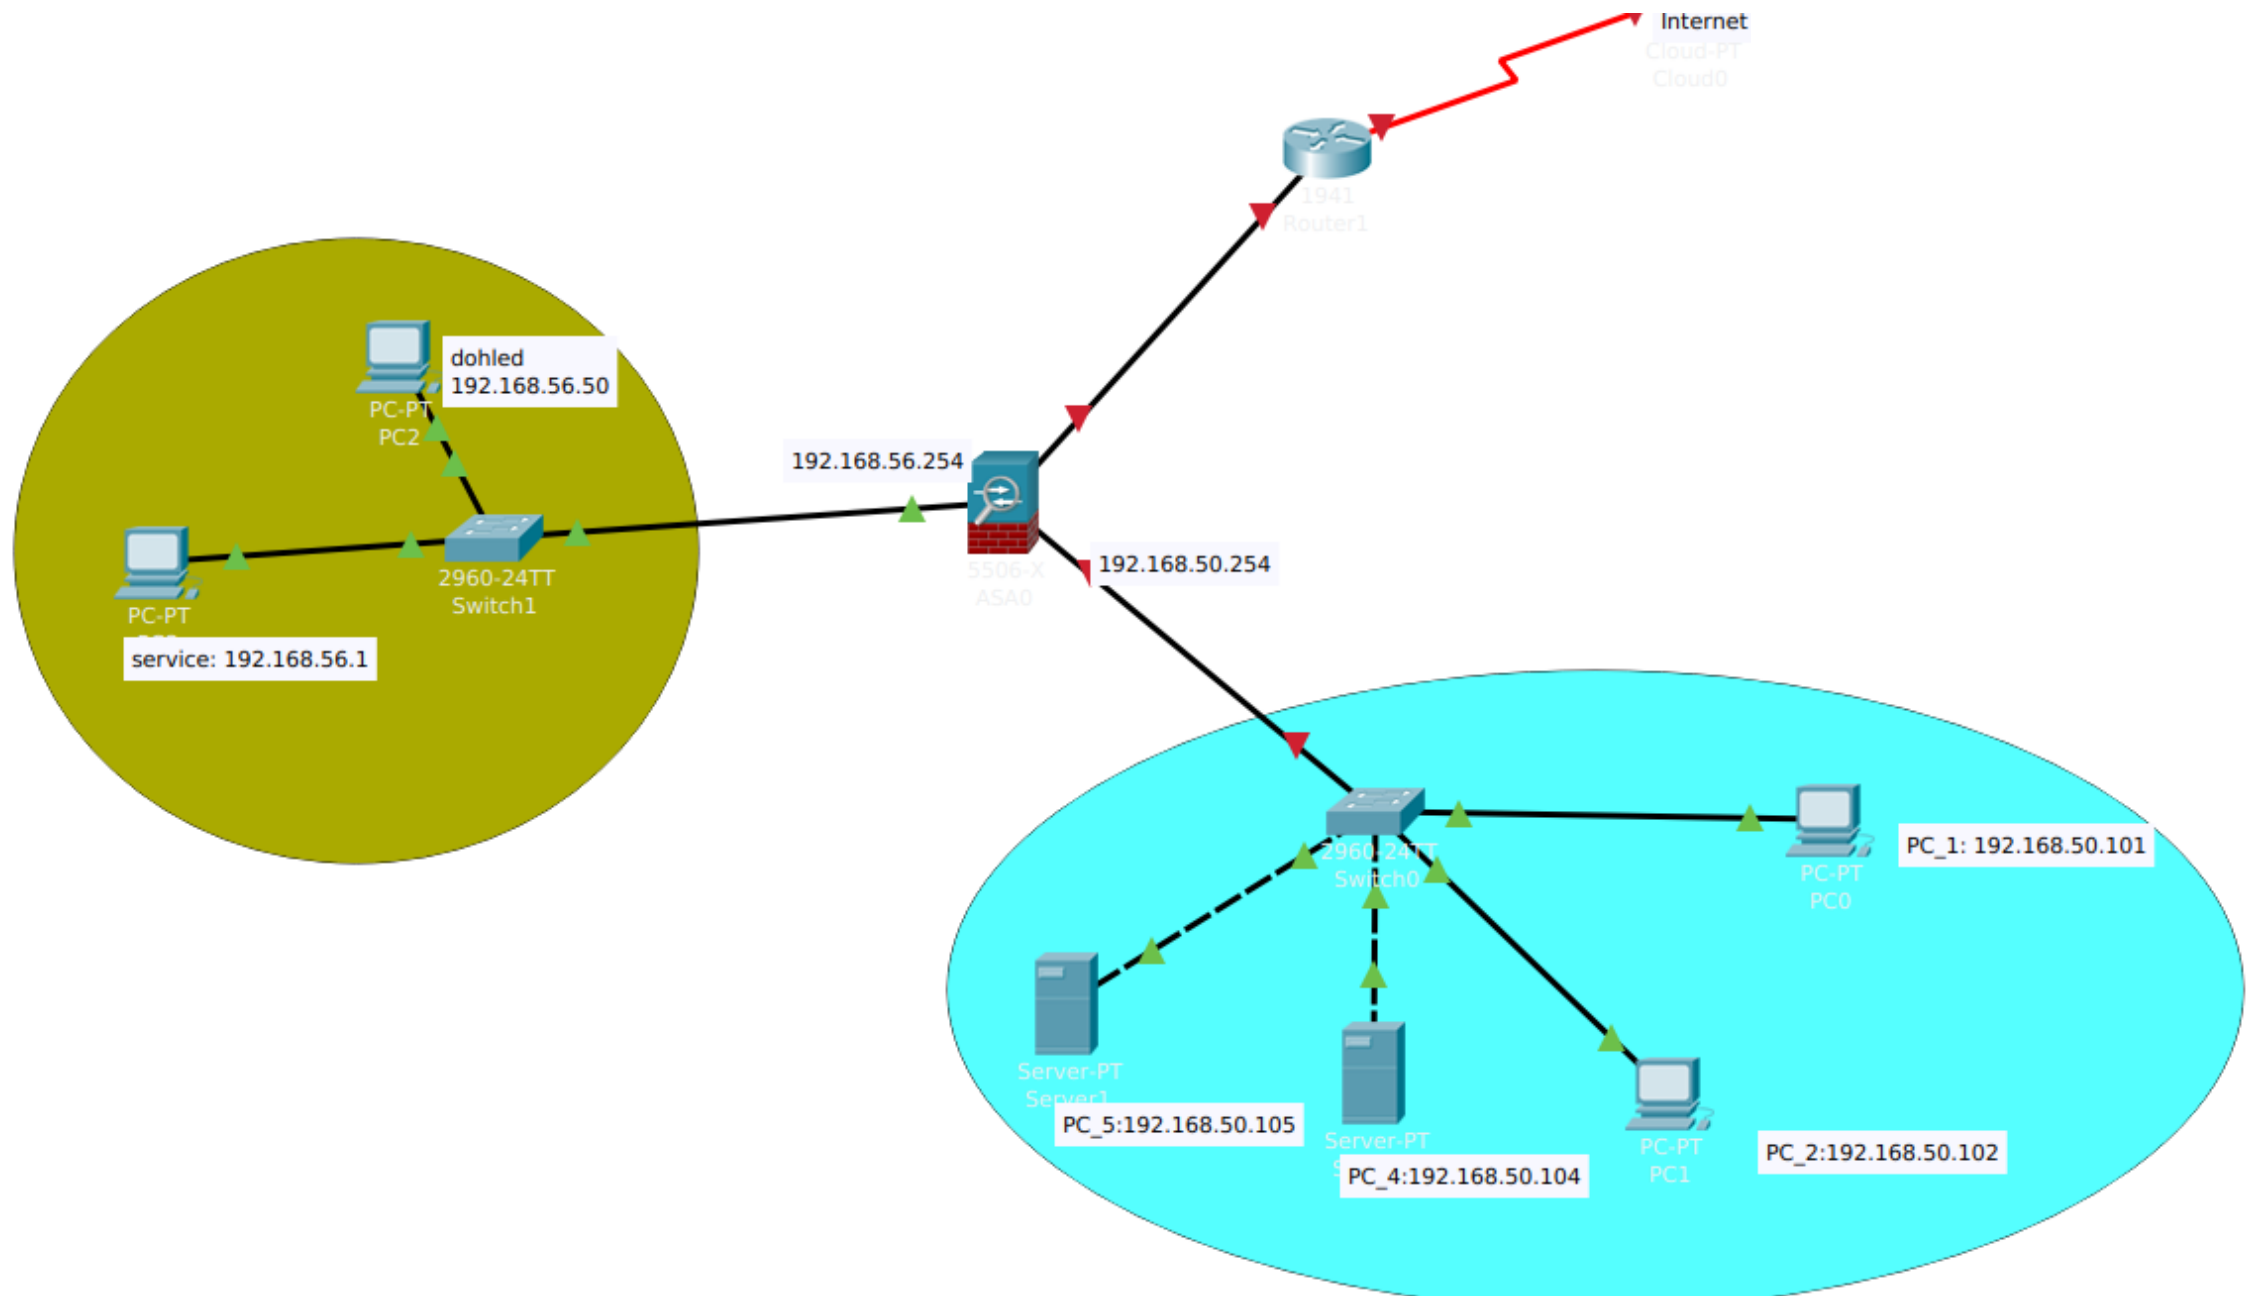 Internet
Cloud-PT
Cloud0
1941
Router1
dohled
192.168.56.50
PC-PT
PC2
192.168.56.254
5506-X
ASA0
192.168.50.254
2960-24TT
Switch1
PC-PT
service: 192.168.56.1
2960-24TT
Switch0
PC_1: 192.168.50.101
PC-PT
PC0
Server-PT
Server1
PC_5:192.168.50.105
Server-PT
PC_4:192.168.50.104
PC-PT
PC1
PC_2:192.168.50.102